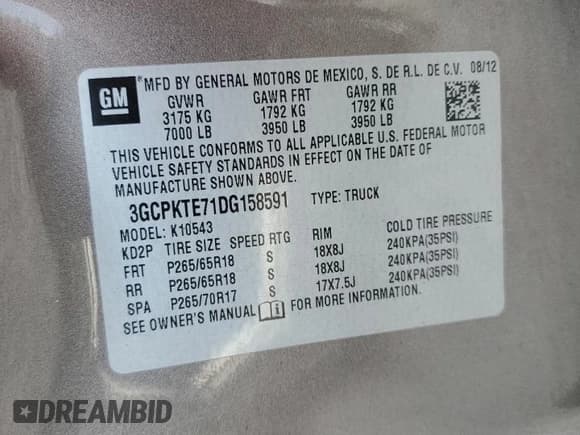 GM
®MFD BY GENERAL MOTORS DE MEXICO, S. DE R.L. DE C.V. 08/12
GVWR GAWR FRT GAWR RR
3175 KG 1792 KG 1792 KG
7000 LB 3950 LB 3950 LB
THIS VEHICLE CONFORMS TO ALL APPLICABLE U.S. FEDERAL MOTOR
VEHICLE SAFETY STANDARDS IN EFFECT ON THE DATE OF
MANUFACTURE SHOWN ABOVE.
3GCPKTE71DG158591 TYPE: TRUCK
MODEL: K10543
KD2P TIRE SIZE SPEED RTG RIM COLD TIRE PRESSURE
FRT P265/65R18 S 18X8J 240KPA(35PSI)
RR P265/65R18 S 18X8J 240KPA(35PSI)
SPA P265/70R17 S 17X7.5J 240KPA(35PSI)
SEE OWNER'S MANUAL FOR MORE INFORMATION.
DREAMBID